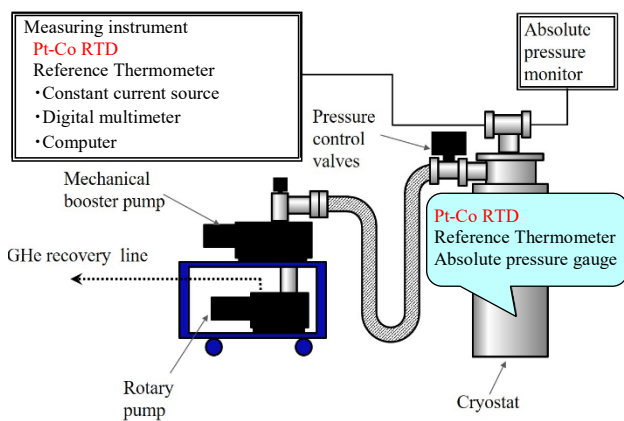 Measuring instrument
Pt-Co RTD
Reference Thermometer
・Constant current source
・Digital multimeter
・Computer
Absolute
pressure
monitor
Pressure
control
valves
Mechanical
booster pump
GHe recovery line
Pt-Co RTD
Reference Thermometer
Absolute pressure gauge
Rotary
pump
Cryostat